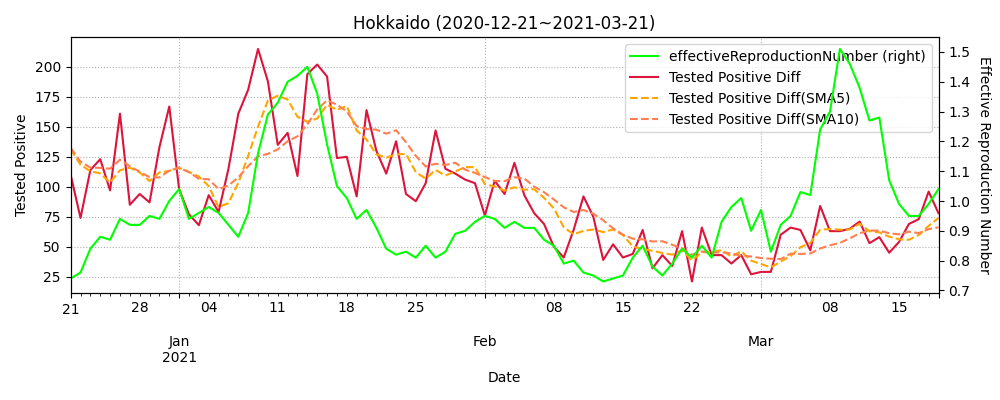 Hokkaido (2020-12-21~2021-03-21)
effectiveReproductionNumber (right)
Tested Positive Diff
Tested Positive Diff(SMA5)
Tested Positive Diff(SMA10)
Tested Positive
200
175
150
125
100
75
50
25
Effective Reproduction Number
1.5
1.4
1.3
1.2
1.1
1.0
0.9
0.8
0.7
21 28 04 11 18 25 08 15 22 08 15
Jan Feb Mar
2021
Date